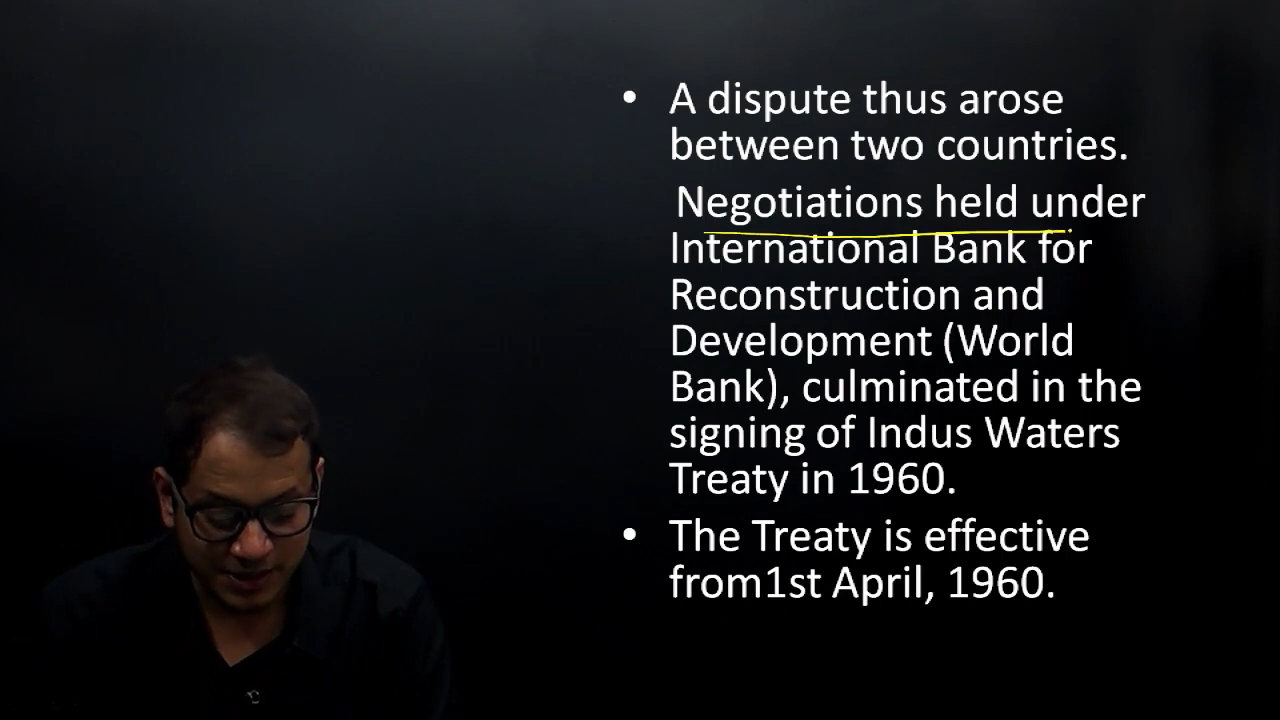 • A dispute thus arose
between two countries.
Negotiations held under
International Bank for
Reconstruction and
Development (World
Bank), culminated in the
signing of Indus Waters
Treaty in 1960.
• The Treaty is effective
from1st April, 1960.